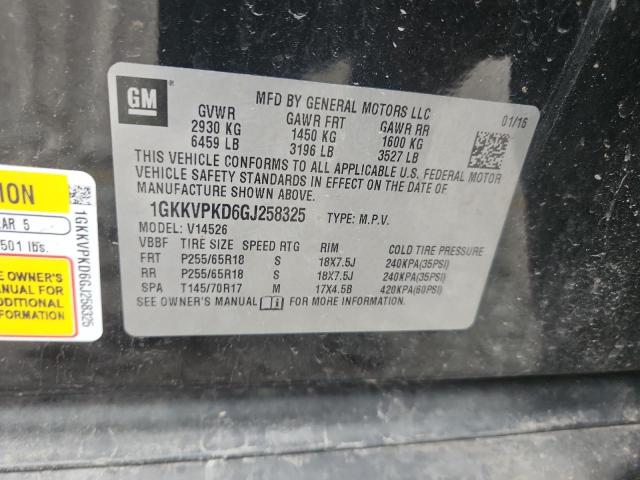 GM
MFD BY GENERAL MOTORS LLC
01/16
GVWR GAWR FRT GAWR RR
2930 KG 1450 KG 1600 KG
6459 LB 3196 LB 3527 LB
THIS VEHICLE CONFORMS TO ALL APPLICABLE U.S. FEDERAL MOTOR
VEHICLE SAFETY STANDARDS IN EFFECT ON THE DATE OF
MANUFACTURE SHOWN ABOVE.
1GKKVPKD6GJ258325 TYPE: M.P.V.
MODEL: V14526
VBBF TIRE SIZE SPEED RTG RIM COLD TIRE PRESSURE
FRT P255/65R18 S 18X7.5J 240KPA(35PSI)
RR P255/65R18 S 18X7.5J 240KPA(35PSI)
SPA T145/70R17 M 17X4.5B 420KPA(60PSI)
SEE OWNER'S MANUAL FOR MORE INFORMATION
ION
AR 5
501 lbs.
E OWNER'S
NUAL FOR
DDITIONAL
FORMATION
1GKKVPKD6GJ258325